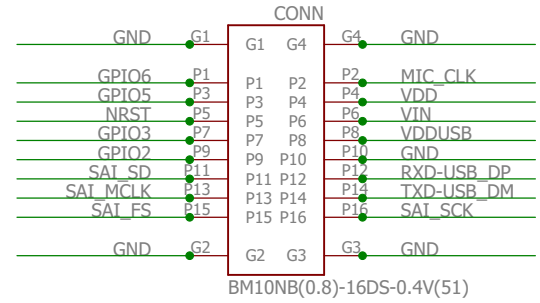 CONN
GND G1 G1 G4 G4 GND
GPIO6 P1 P1 P2 P2 MIC_CLK
GPIO5 P3 P3 P4 P4 VDD
NRST P5 P5 P6 P6 VIN
GPIO3 P7 P7 P8 P8 VDDUSB
GPIO2 P9 P9 P10 P10 GND
SAI_SD P11 P11 P12 P12 RXD-USB_DP
SAI_MCLK P13 P13 P14 P14 TXD-USB_DM
SAI_FS P15 P15 P16 P16 SAI_SCK
GND G2 G2 G3 G3 GND
BM10NB(0.8)-16DS-0.4V(51)